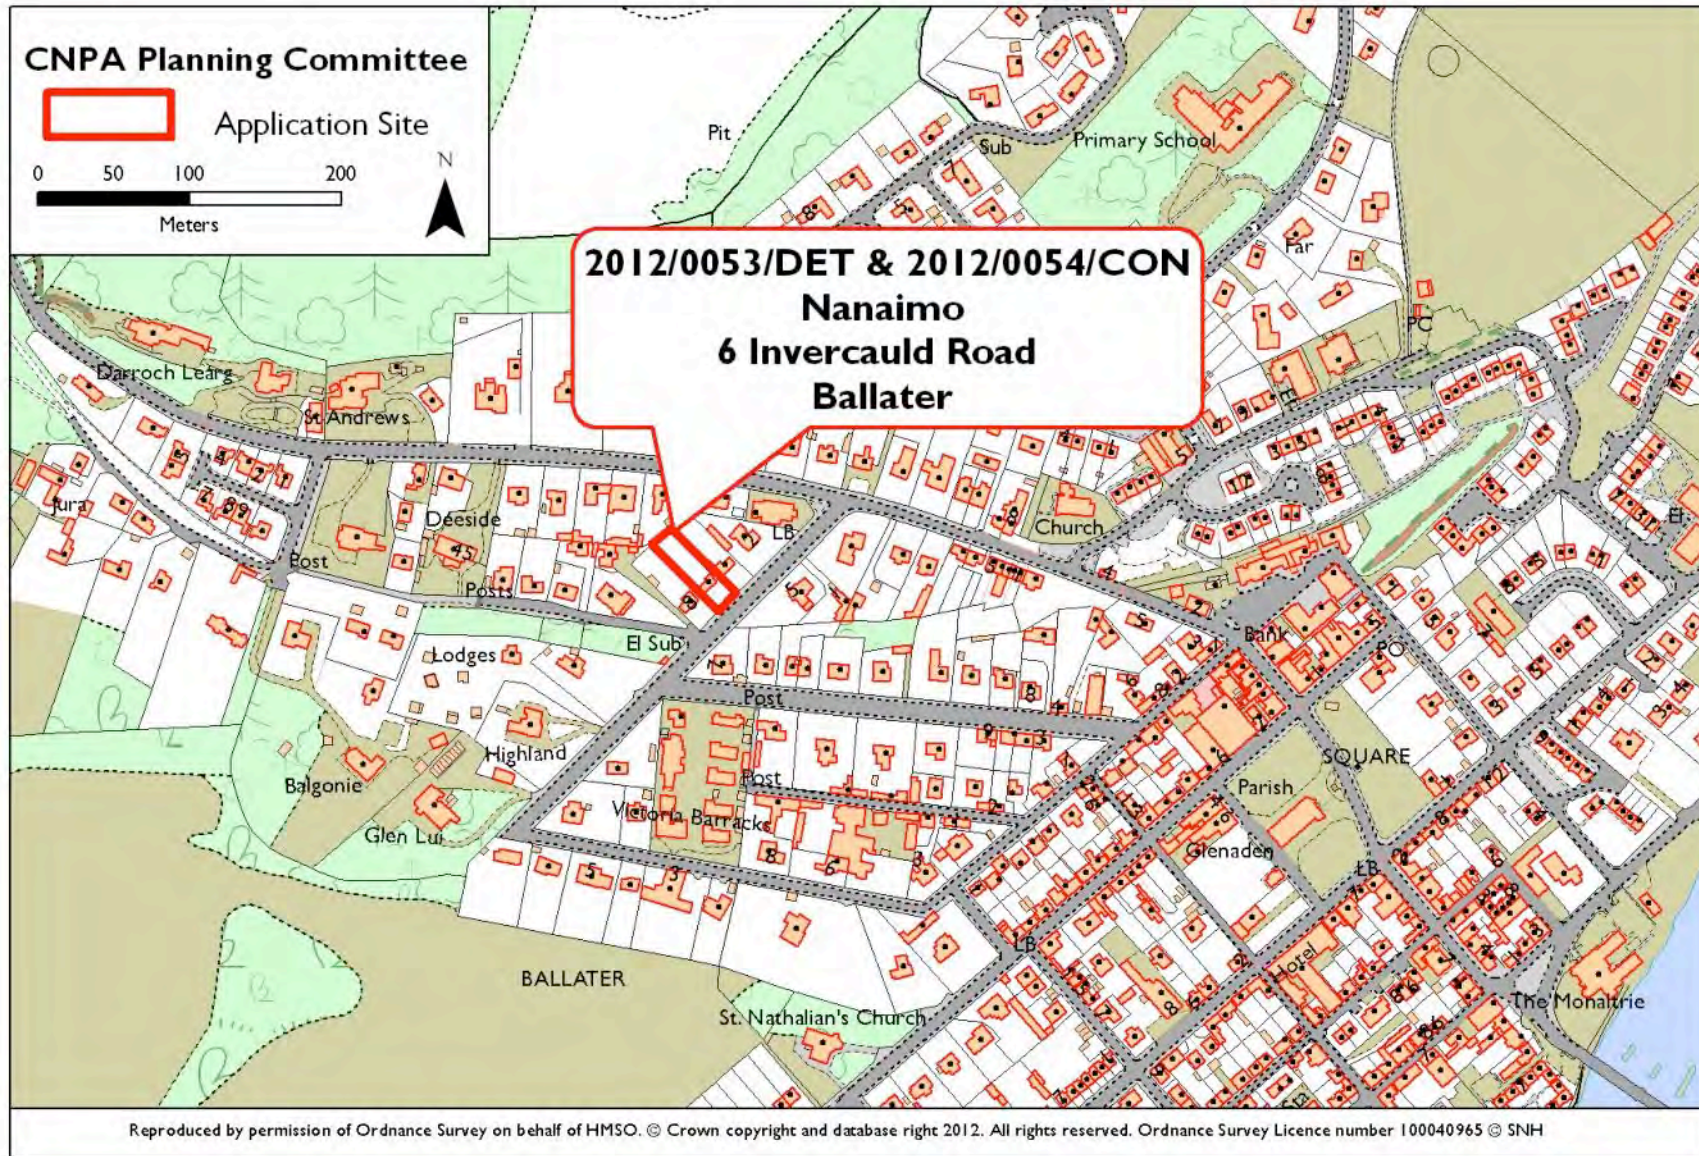 CNPA Planning Committee
Application Site
0 50 100 200
Meters
N
Pit
Sub
Primary School
Far
2012/0053/DET & 2012/0054/CON
Nanaimo
6 Invercauld Road
Ballater
PC
Darroch Learg
St Andrews
Jura
Deeside
LB
Church
Post
Posts
El Sub
Bank
PO
Lodges
Post
Highland
SQUARE
Balgonie
Post
Parish
Victoria Barracks
Glen Lui
Glenaden
LB
LB
Hotel
BALLATER
The Monaltrie
St. Nathalian's Church
Reproduced by permission of Ordnance Survey on behalf of HMSO. © Crown copyright and database right 2012. All rights reserved. Ordnance Survey Licence number 100040965 © SNH